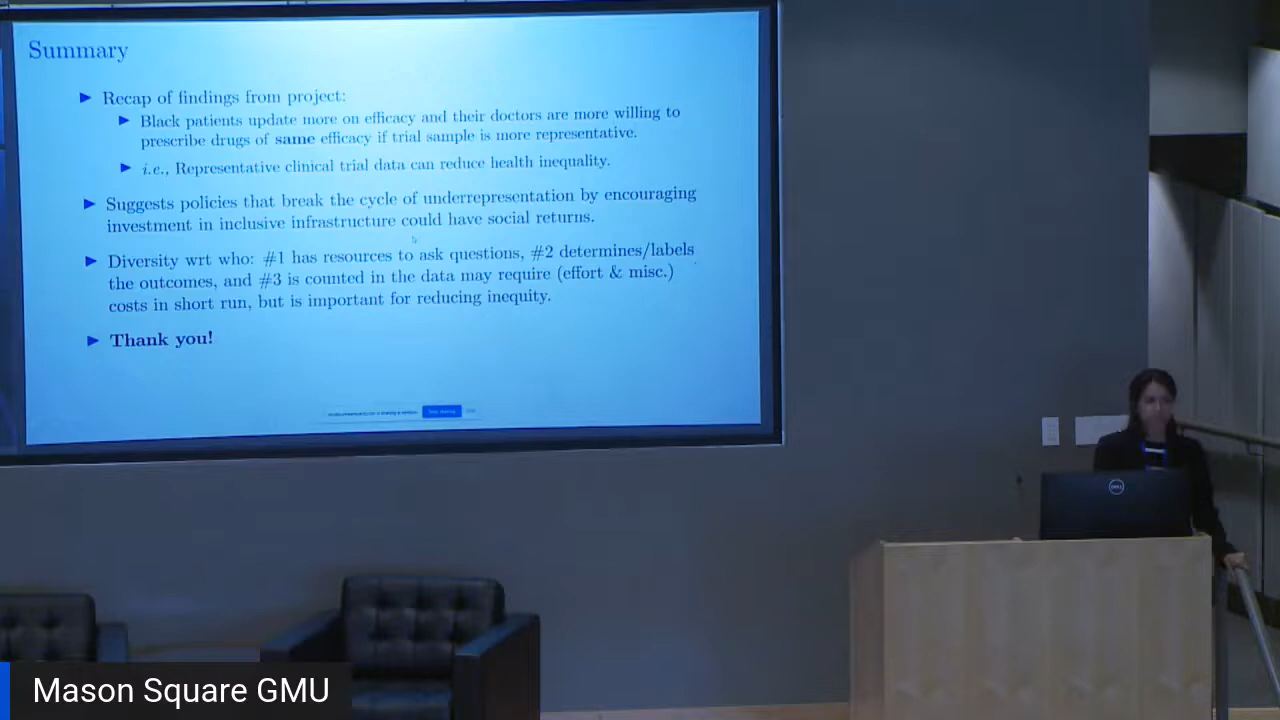 Summary
► Recap of findings from project:
► Black patients update more on efficacy and their doctors are more willing to
prescribe drugs of same efficacy if trial sample is more representative.
► i.e., Representative clinical trial data can reduce health inequality.
► Suggests policies that break the cycle of underrepresentation by encouraging
investment in inclusive infrastructure could have social returns.
► Diversity wrt who: #1 has resources to ask questions, #2 determines/labels
the outcomes, and #3 is counted in the data may require (effort & misc.)
costs in short run, but is important for reducing inequity.
► Thank you!
DELL
Mason Square GMU